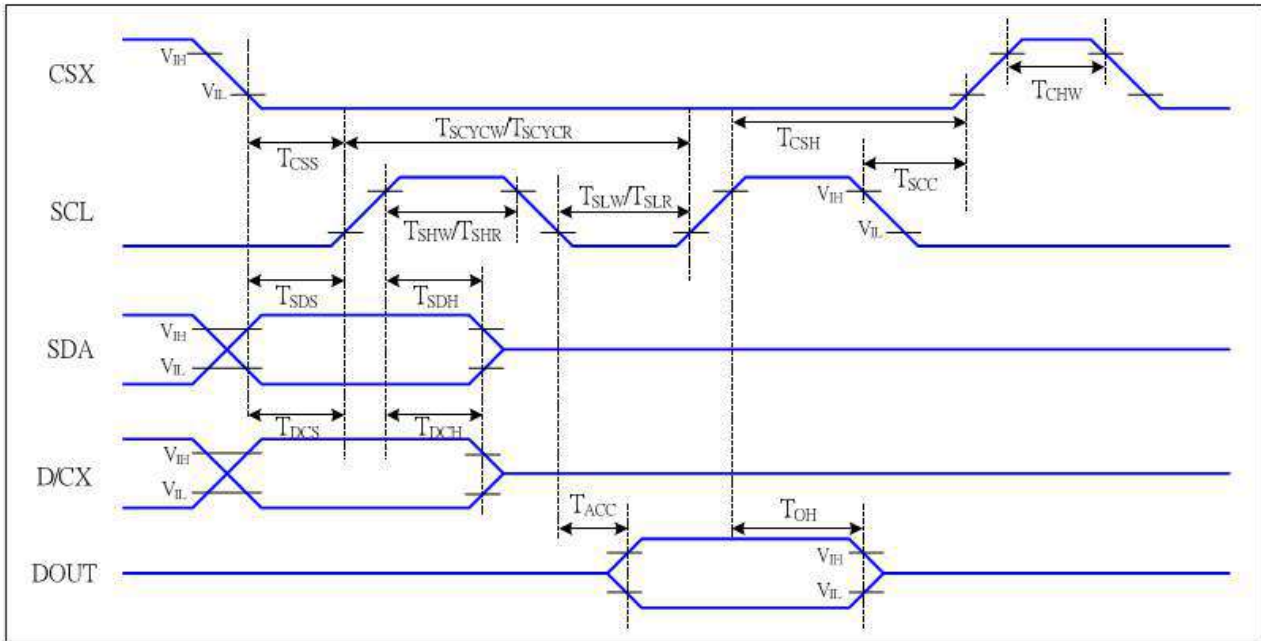 CSX
VIH
VIL
TCHW
TSCYCW/TSCYCR
TCSS
TCSH
TSCC
SCL
TSHW/TSHR
TSLW/TSLR
VIH
VIL
TSDS
TSDH
SDA
VIH
VIL
TDCS
TDCH
D/CX
VIH
VIL
TACC
TOH
DOUT
VIH
VIL